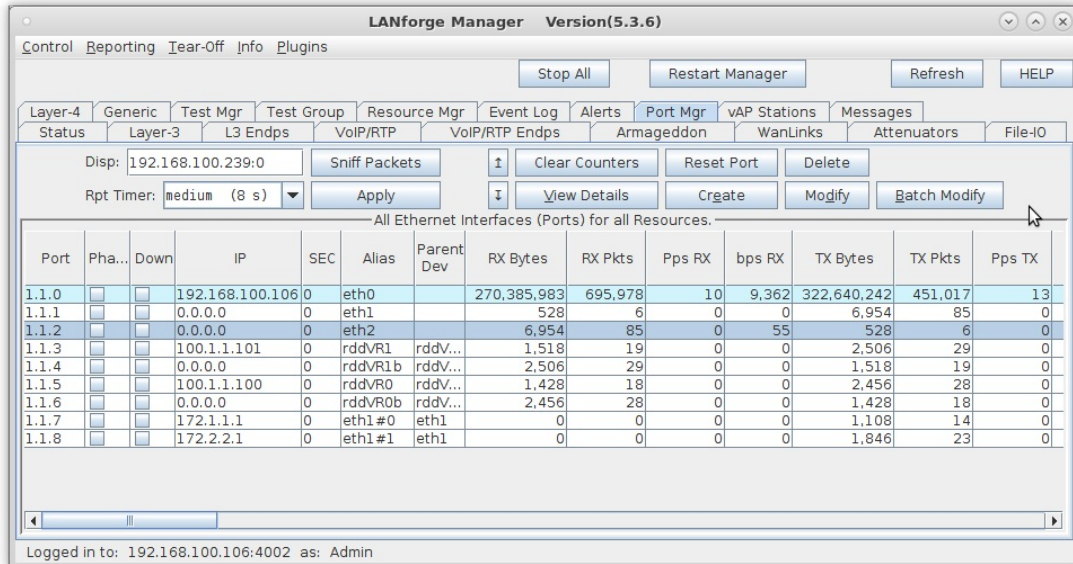 LANforge Manager Version(5.3.6)
Control Reporting Tear-Off Info Plugins
Stop All Restart Manager Refresh HELP
Layer-4 Generic Test Mgr Test Group Resource Mgr Event Log Alerts Port Mgr vAP Stations Messages
Status Layer-3 L3 Endps VoIP/RTP VoIP/RTP Endps Armageddon WanLinks Attenuators File-IO
Disp: 192.168.100.239:0 Sniff Packets ↥ Clear Counters Reset Port Delete
Rpt Timer: medium (8 s) Apply ↧ View Details Create Modify Batch Modify
All Ethernet Interfaces (Ports) for all Resources.
Port Pha... Down IP SEC Alias Parent Dev RX Bytes RX Pkts Pps RX bps RX TX Bytes TX Pkts Pps TX
1.1.0 192.168.100.106 0 eth0 270,385,983 695,978 10 9,362 322,640,242 451,017 13
1.1.1 0.0.0.0 0 eth1 528 6 0 0 6,954 85 0
1.1.2 0.0.0.0 0 eth2 6,954 85 0 55 528 6 0
1.1.3 100.1.1.101 0 rddVR1 rddV... 1,518 19 0 0 2,506 29 0
1.1.4 0.0.0.0 0 rddVR1b rddV... 2,506 29 0 0 1,518 19 0
1.1.5 100.1.1.100 0 rddVR0 rddV... 1,428 18 0 0 2,456 28 0
1.1.6 0.0.0.0 0 rddVR0b rddV... 2,456 28 0 0 1,428 18 0
1.1.7 172.1.1.1 0 eth1#0 eth1 0 0 0 0 1,108 14 0
1.1.8 172.2.2.1 0 eth1#1 eth1 0 0 0 0 1,846 23 0
Logged in to: 192.168.100.106:4002 as: Admin